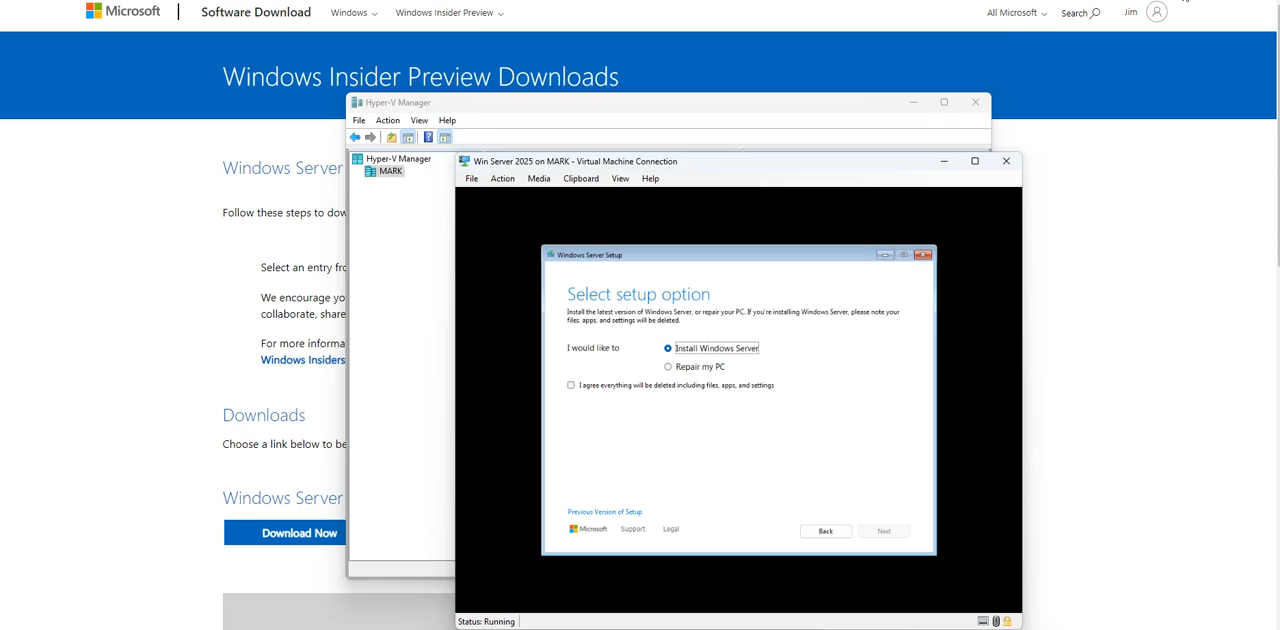 Microsoft
Software Download
Windows
Windows Insider Preview
All Microsoft
Search
Jim
Windows Insider Preview Downloads
Hyper-V Manager
File Action View Help
Windows Server
Hyper-V Manager
MARK
Win Server 2025 on MARK - Virtual Machine Connection
File Action Media Clipboard View Help
Follow these steps to dow
Select an entry fro
We encourage yo
collaborate, share
For more informa
Windows Insiders
Downloads
Choose a link below to be
Windows Server
Download Now
Windows Server Setup
Select setup option
Install the latest version of Windows Server, or repair your PC. If you're installing Windows Server, please note your
files, apps, and settings will be deleted.
I would like to
Install Windows Server
Repair my PC
I agree everything will be deleted including files, apps, and settings
Previous Version of Setup
Microsoft Support Legal
Back Next
Status: Running